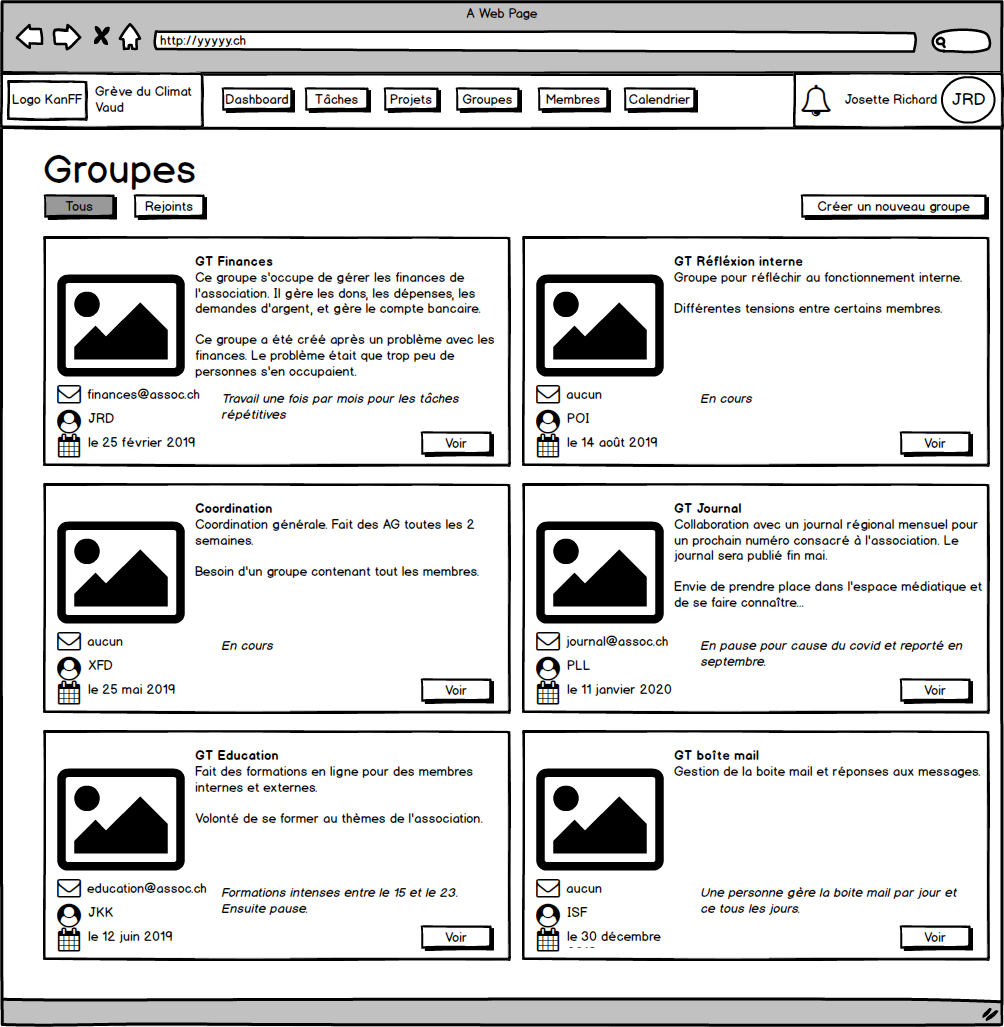 A Web Page
http://yyyyy.ch
Logo KanFF
Grève du Climat
Vaud
Dashboard
Tâches
Projets
Groupes
Membres
Calendrier
Josette Richard
JRD
Groupes
Tous
Rejoints
Créer un nouveau groupe
GT Finances
Ce groupe s'occupe de gérer les finances de
l'association. Il gère les dons, les dépenses, les
demandes d'argent, et gère le compte bancaire.
Ce groupe a été créé après un problème avec les
finances. Le problème était que trop peu de
personnes s'en occupaient.
finances@assoc.ch
JRD
le 25 février 2019
Travail une fois par mois pour les tâches
répétitives
Voir
GT Réfléxion interne
Groupe pour réfléchir au fonctionnement interne.
Différentes tensions entre certains membres.
aucun
POI
le 14 août 2019
En cours
Voir
Coordination
Coordination générale. Fait des AG toutes les 2
semaines.
Besoin d'un groupe contenant tout les membres.
aucun
XFD
le 25 mai 2019
En cours
Voir
GT Journal
Collaboration avec un journal régional mensuel pour
un prochain numéro consacré à l'association. Le
journal sera publié fin mai.
Envie de prendre place dans l'espace médiatique et
de se faire connaître...
journal@assoc.ch
PLL
le 11 janvier 2020
En pause pour cause du covid et reporté en
septembre.
Voir
GT Education
Fait des formations en ligne pour des membres
internes et externes.
Volonté de se former au thèmes de l'association.
education@assoc.ch
JKK
le 12 juin 2019
Formations intenses entre le 15 et le 23.
Ensuite pause.
Voir
GT boîte mail
Gestion de la boite mail et réponses aux messages.
aucun
ISF
le 30 décembre
Une personne gère la boite mail par jour et
ce tous les jours.
Voir